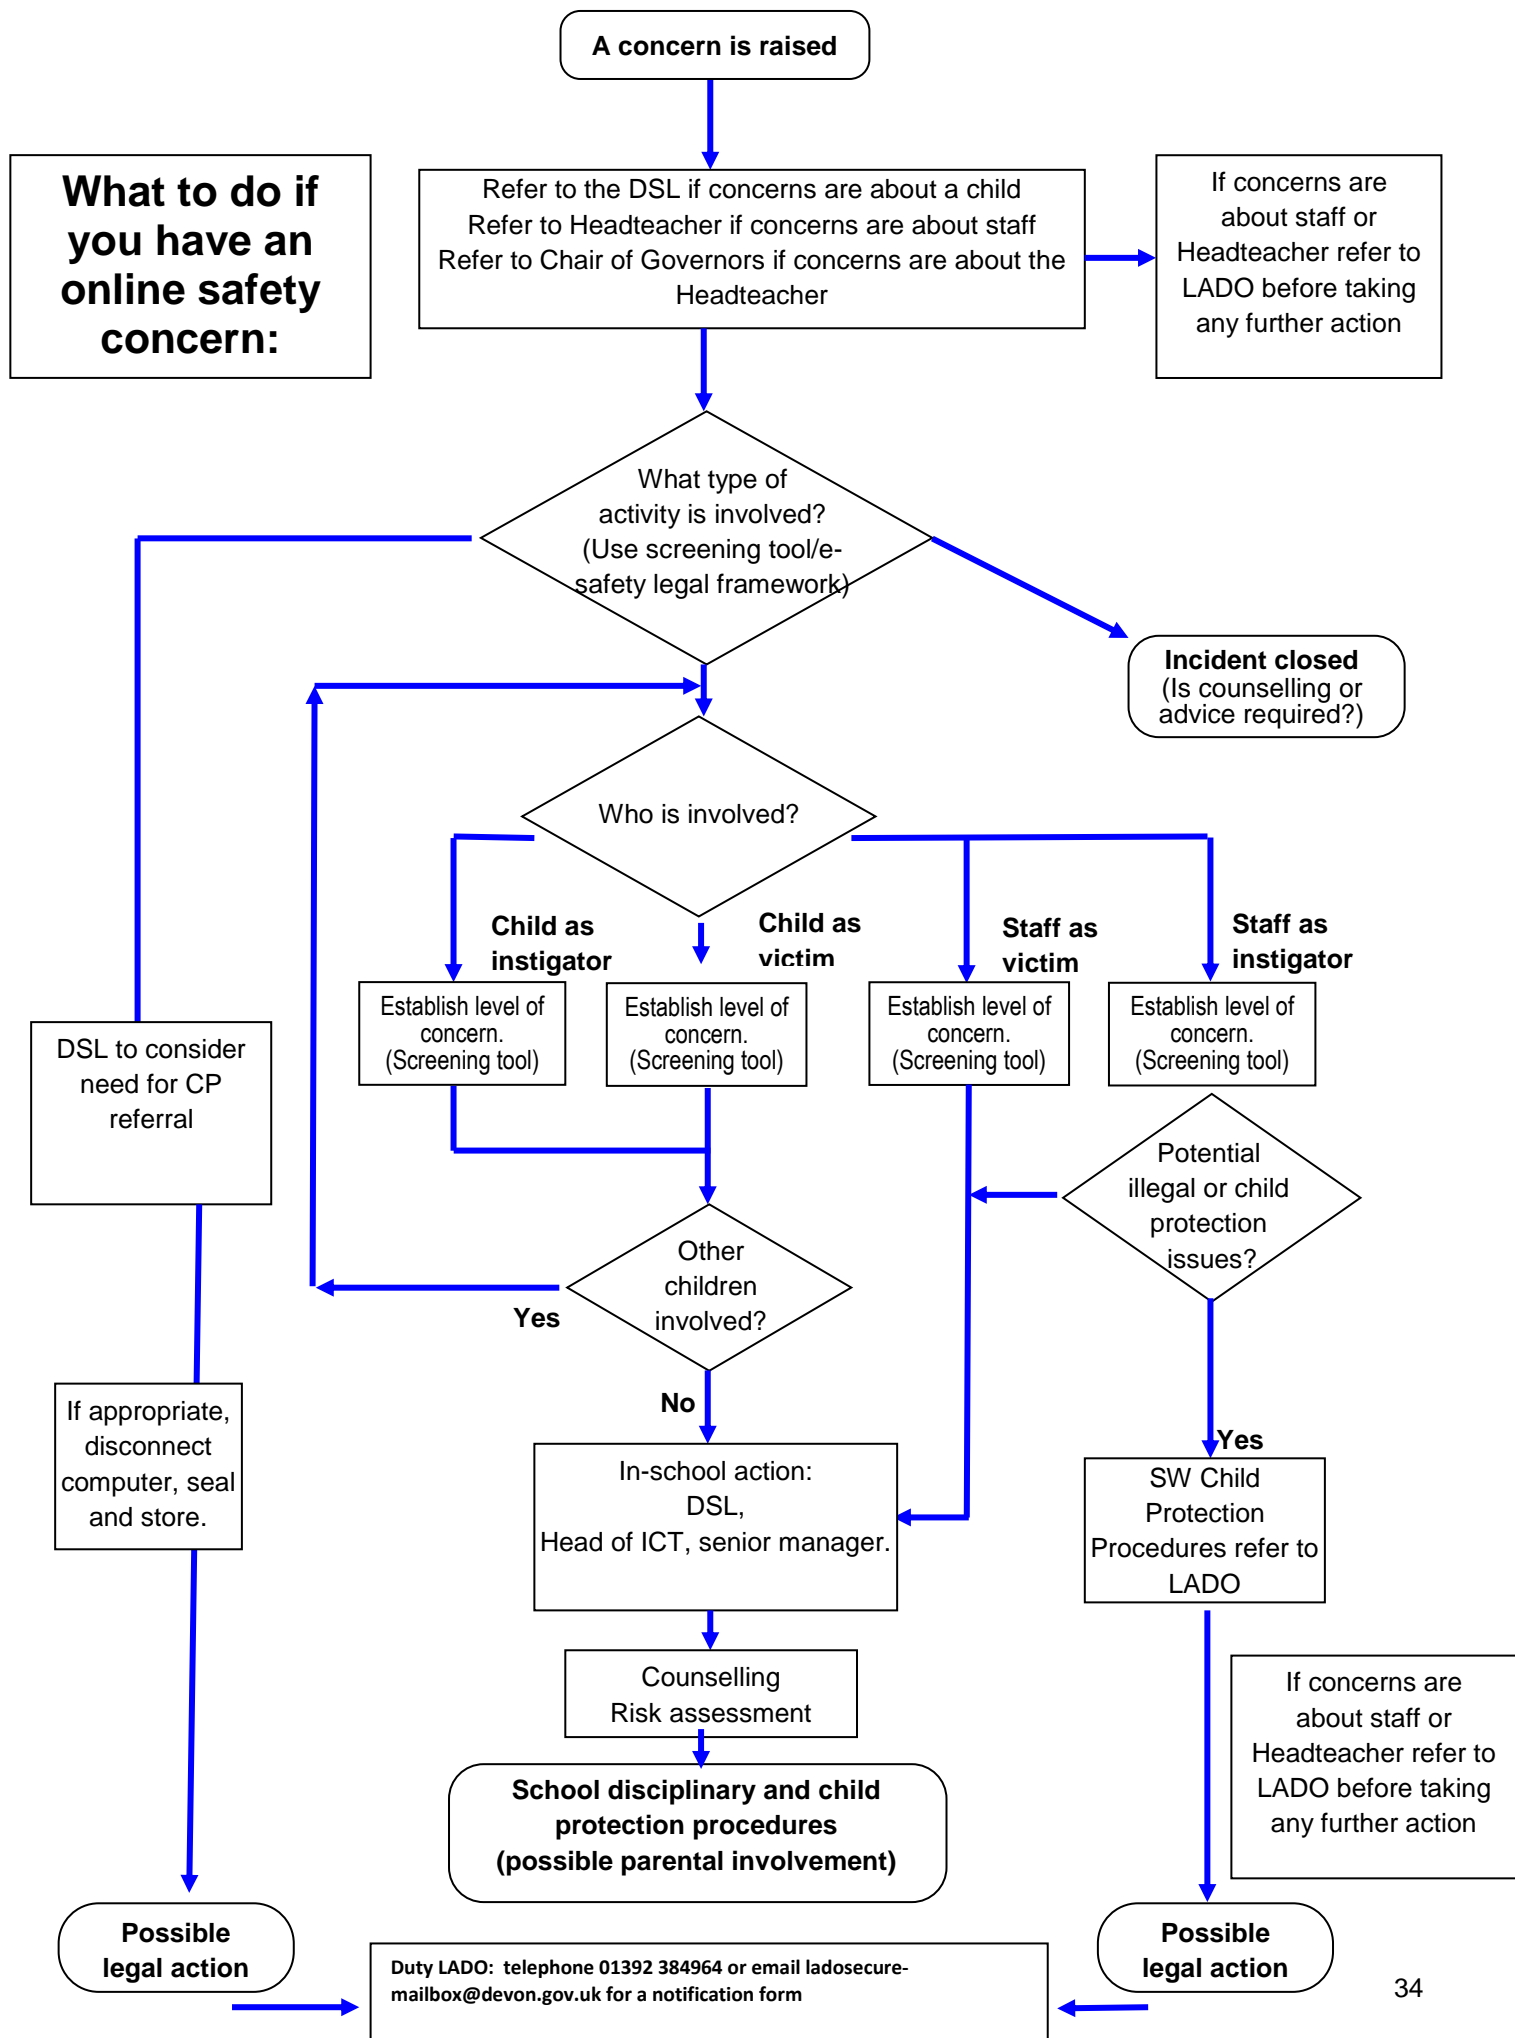 A concern is raised
What to do if
you have an
online safety
concern:
Refer to the DSL if concerns are about a child
Refer to Headteacher if concerns are about staff
Refer to Chair of Governors if concerns are about the
Headteacher
If concerns are
about staff or
Headteacher refer to
LADO before taking
any further action
What type of
activity is involved?
(Use screening tool/e-
safety legal framework)
Incident closed
(Is counselling or
advice required?)
Who is involved?
Child as
instigator
Child as
victim
Staff as
victim
Staff as
instigator
Establish level of
concern.
(Screening tool)
Establish level of
concern.
(Screening tool)
Establish level of
concern.
(Screening tool)
Establish level of
concern.
(Screening tool)
DSL to consider
need for CP
referral
Potential
illegal or child
protection
issues?
Other
children
involved?
Yes
No
If appropriate,
disconnect
computer, seal
and store.
In-school action:
DSL,
Head of ICT, senior manager.
Yes
SW Child
Protection
Procedures refer to
LADO
Counselling
Risk assessment
If concerns are
about staff or
Headteacher refer to
LADO before taking
any further action
School disciplinary and child
protection procedures
(possible parental involvement)
Possible
legal action
Possible
legal action
Duty LADO:  telephone 01392 384964 or email ladosecure-
mailbox@devon.gov.uk for a notification form
34